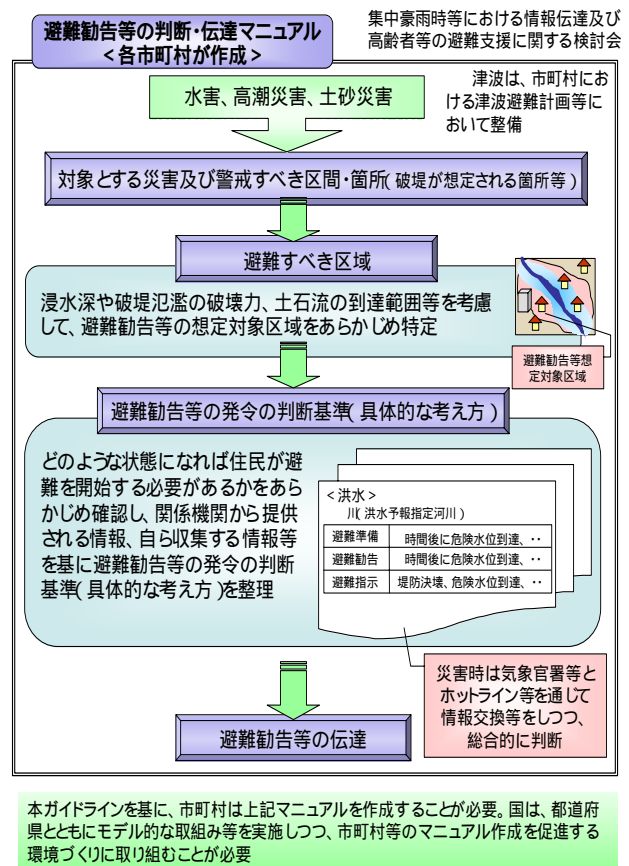 避難勧告等の判断・伝達マニュアル
<各市町村が作成>
集中豪雨時等における情報伝達及び
高齢者等の避難支援に関する検討会
水害、高潮災害、土砂災害
津波は、市町村にお
ける津波避難計画等に
おいて整備
対象とする災害及び警戒すべき区間・箇所(破堤が想定される箇所等)
避難すべき区域
浸水深や破堤氾濫の破壊力、土石流の到達範囲等を考慮
して、避難勧告等の想定対象区域をあらかじめ特定
避難勧告等想
定対象区域
避難勧告等の発令の判断基準(具体的な考え方)
どのような状態になれば住民が避
難を開始する必要があるかをあら
かじめ確認し、関係機関から提供
される情報、自ら収集する情報等
を基に避難勧告等の発令の判断
基準(具体的な考え方)を整理
<洪水>
川(洪水予報指定河川)
避難準備 時間後に危険水位到達、‥
避難勧告 時間後に危険水位到達、‥
避難指示 堤防決壊、危険水位到達、‥
災害時は気象官署等と
ホットライン等を通じて
情報交換等をしつつ、
総合的に判断
避難勧告等の伝達
本ガイドラインを基に、市町村は上記マニュアルを作成することが必要。国は、都道府
県とともにモデル的な取組み等を実施しつつ、市町村等のマニュアル作成を促進する
環境づくりに取り組むことが必要